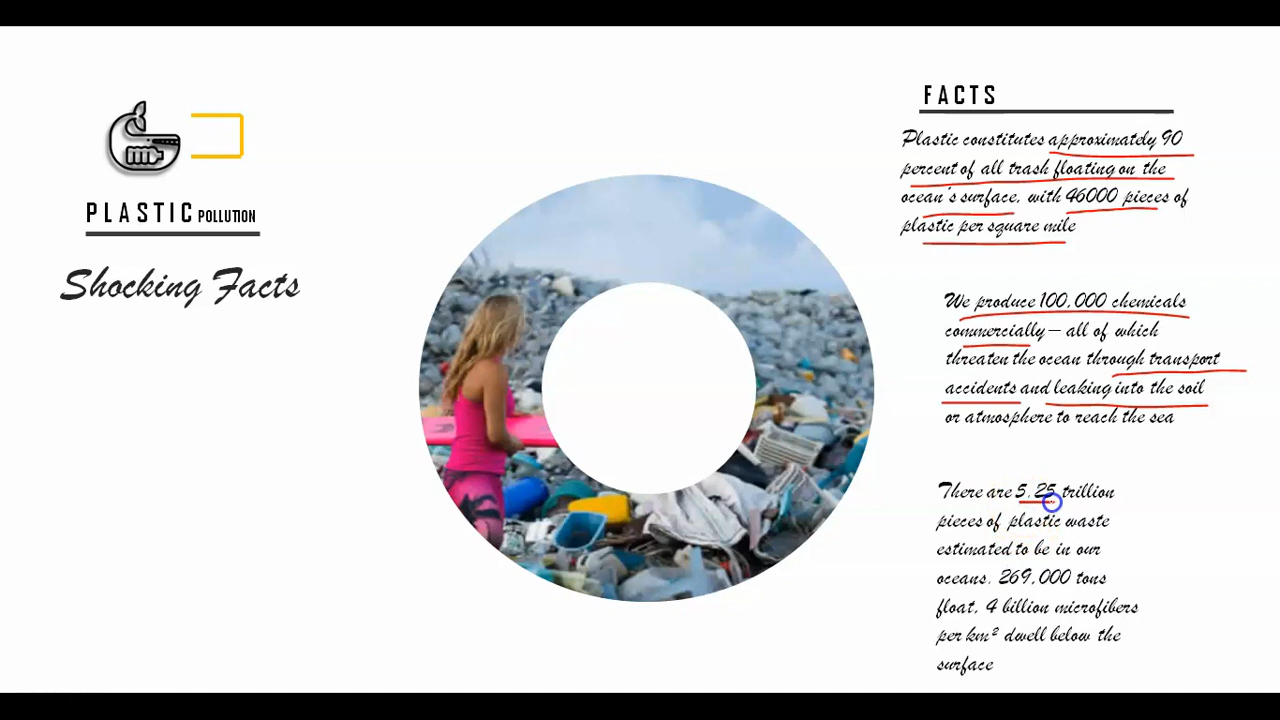 PLASTIC POLLUTION
Shocking Facts
FACTS
Plastic constitutes approximately 90
percent of all trash floating on the
ocean's surface, with 46000 pieces of
plastic per square mile
We produce 100,000 chemicals
commercially – all of which
threaten the ocean through transport
accidents and leaking into the soil
or atmosphere to reach the sea
There are 5.25 trillion
pieces of plastic waste
estimated to be in our
oceans. 269,000 tons
float, 4 billion microfibers
per km² dwell below the
surface